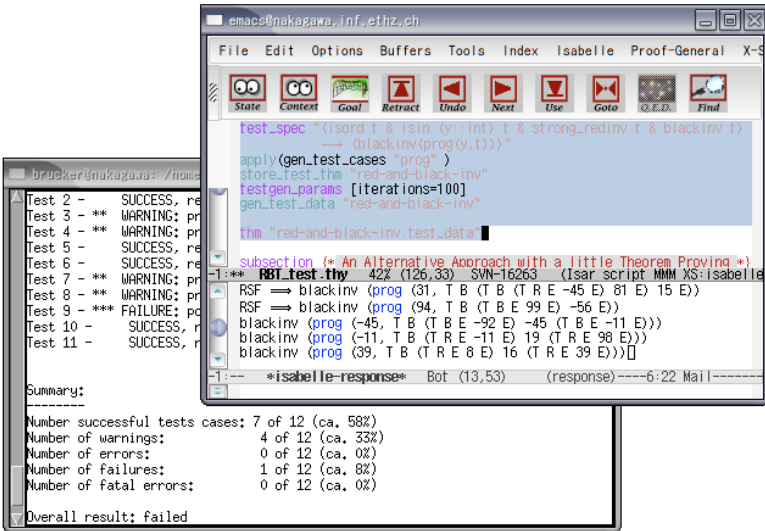 emacs@nakagawa.inf.ethz.ch
File Edit Options Buffers Tools Index Isabelle Proof-General X-S
State Context Goal Retract Undo Next Use Goto Q.E.D. Find
test_spec "(isord t & isin (y::int) t & strong_redinv t & blackinv t)
⟶ (blackinv(prog(y,t)))"
apply(gen_test_cases "prog" )
store_test_thm "red-and-black-inv"
testgen_params [iterations=100]
gen_test_data "red-and-black-inv"
thm "red-and-black-inv.test_data"
subsection {* An Alternative Approach with a little Theorem Proving *}
-1:** RBT_test.thy 42% (126,33) SVN-16263 (Isar script MMM XS:isabelle
RSF ⟹ blackinv (prog (31, T B (T B (T R E -45 E) 81 E) 15 E))
RSF ⟹ blackinv (prog (94, T B (T B E 99 E) -56 E))
blackinv (prog (-45, T B (T B E -92 E) -45 (T B E -11 E)))
blackinv (prog (-11, T B (T R E -11 E) 19 (T R E 98 E)))
blackinv (prog (39, T B (T R E 8 E) 16 (T R E 39 E)))[]
-1:-- *isabelle-response* Bot (13,53) (response)----6:22 Mail-------
brucker@nakagawa: /home
Test 2 - SUCCESS, re
Test 3 - ** WARNING: pr
Test 4 - ** WARNING: pr
Test 5 - SUCCESS, re
Test 6 - SUCCESS, re
Test 7 - ** WARNING: pr
Test 8 - ** WARNING: pr
Test 9 - *** FAILURE: po
Test 10 - SUCCESS, r
Test 11 - SUCCESS, r
Summary:
--------
Number successful tests cases: 7 of 12 (ca. 58%)
Number of warnings: 4 of 12 (ca. 33%)
Number of errors: 0 of 12 (ca. 0%)
Number of failures: 1 of 12 (ca. 8%)
Number of fatal errors: 0 of 12 (ca. 0%)
Overall result: failed